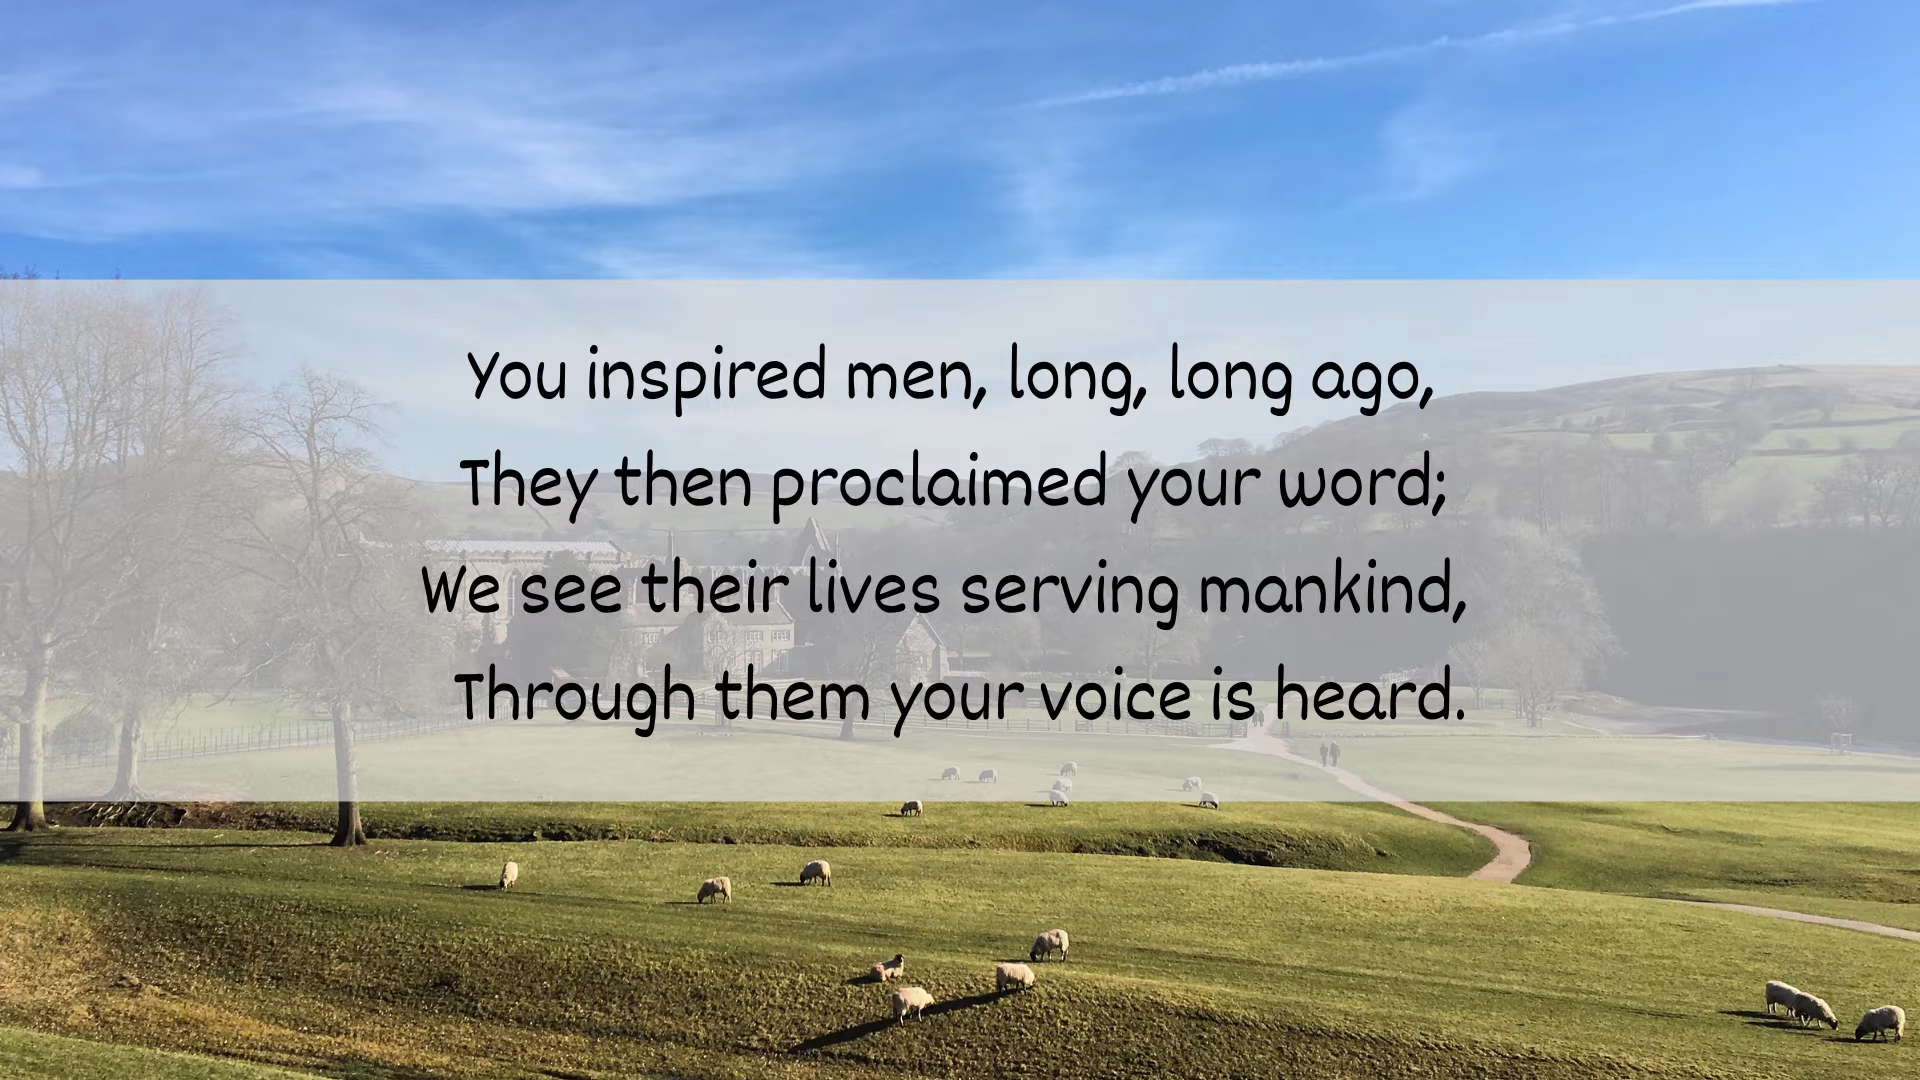 You inspired men, long, long ago,
They then proclaimed your word;
We see their lives serving mankind,
Through them your voice is heard.